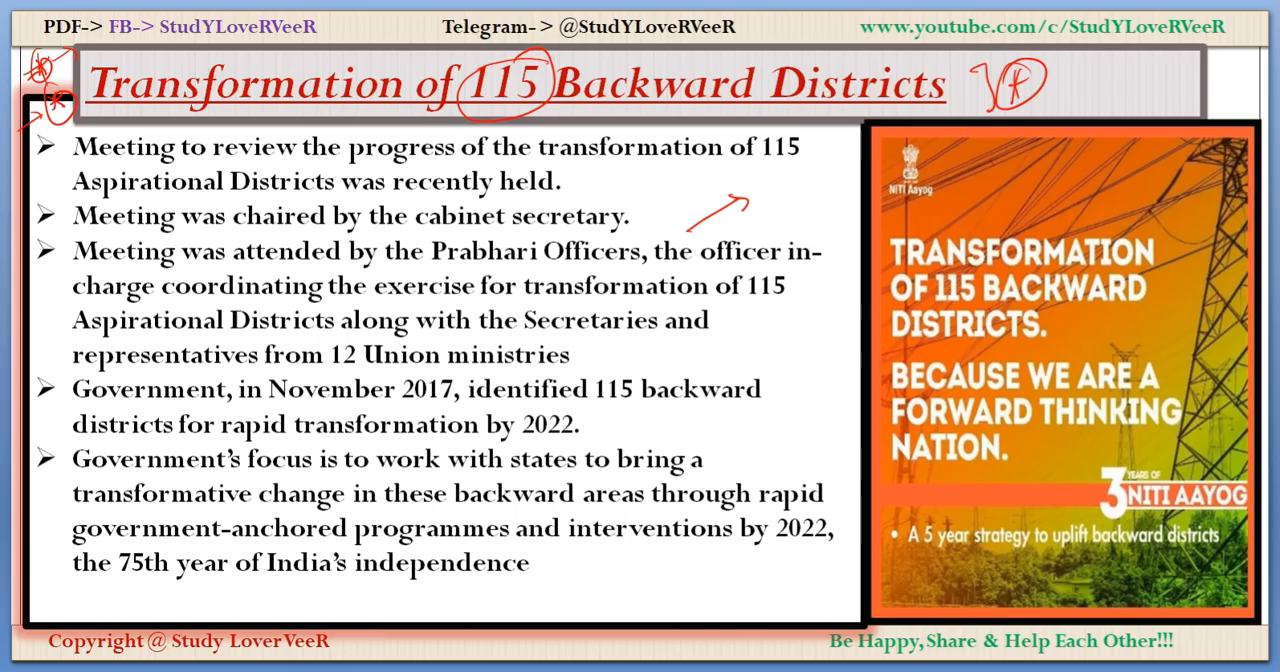 PDF-> FB-> StudYLoveRVeeR Telegram- > @StudYLoveRVeeR www.youtube.com/c/StudYLoveRVeeR
Transformation of 115 Backward Districts
➢ Meeting to review the progress of the transformation of 115
Aspirational Districts was recently held.
➢ Meeting was chaired by the cabinet secretary.
➢ Meeting was attended by the Prabhari Officers, the officer in-
charge coordinating the exercise for transformation of 115
Aspirational Districts along with the Secretaries and
representatives from 12 Union ministries
➢ Government, in November 2017, identified 115 backward
districts for rapid transformation by 2022.
➢ Government's focus is to work with states to bring a
transformative change in these backward areas through rapid
government-anchored programmes and interventions by 2022,
the 75th year of India's independence
NITI Aayog
TRANSFORMATION
OF 115 BACKWARD
DISTRICTS.
BECAUSE WE ARE A
FORWARD THINKING
NATION.
3 YEARS OF
NITI AAYOG
• A 5 year strategy to uplift backward districts
Copyright @ Study LoverVeeR Be Happy,Share & Help Each Other!!!